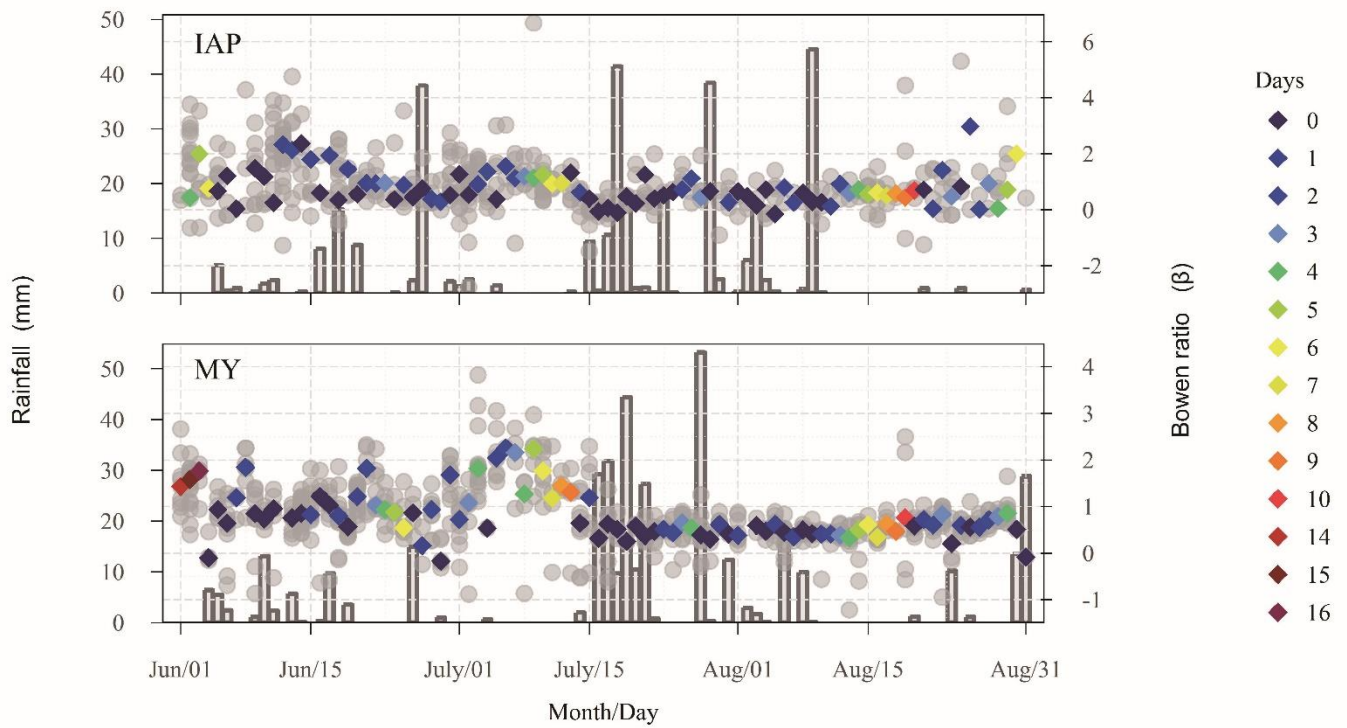 IAP
50
40
30
20
10
0
6
4
2
0
-2
MY
50
40
30
20
10
0
4
3
2
1
0
-1
Rainfall (mm)
Bowen ratio (β)
Jun/01
Jun/15
July/01
July/15
Aug/01
Aug/15
Aug/31
Month/Day
Days
0
1
2
3
4
5
6
7
8
9
10
14
15
16